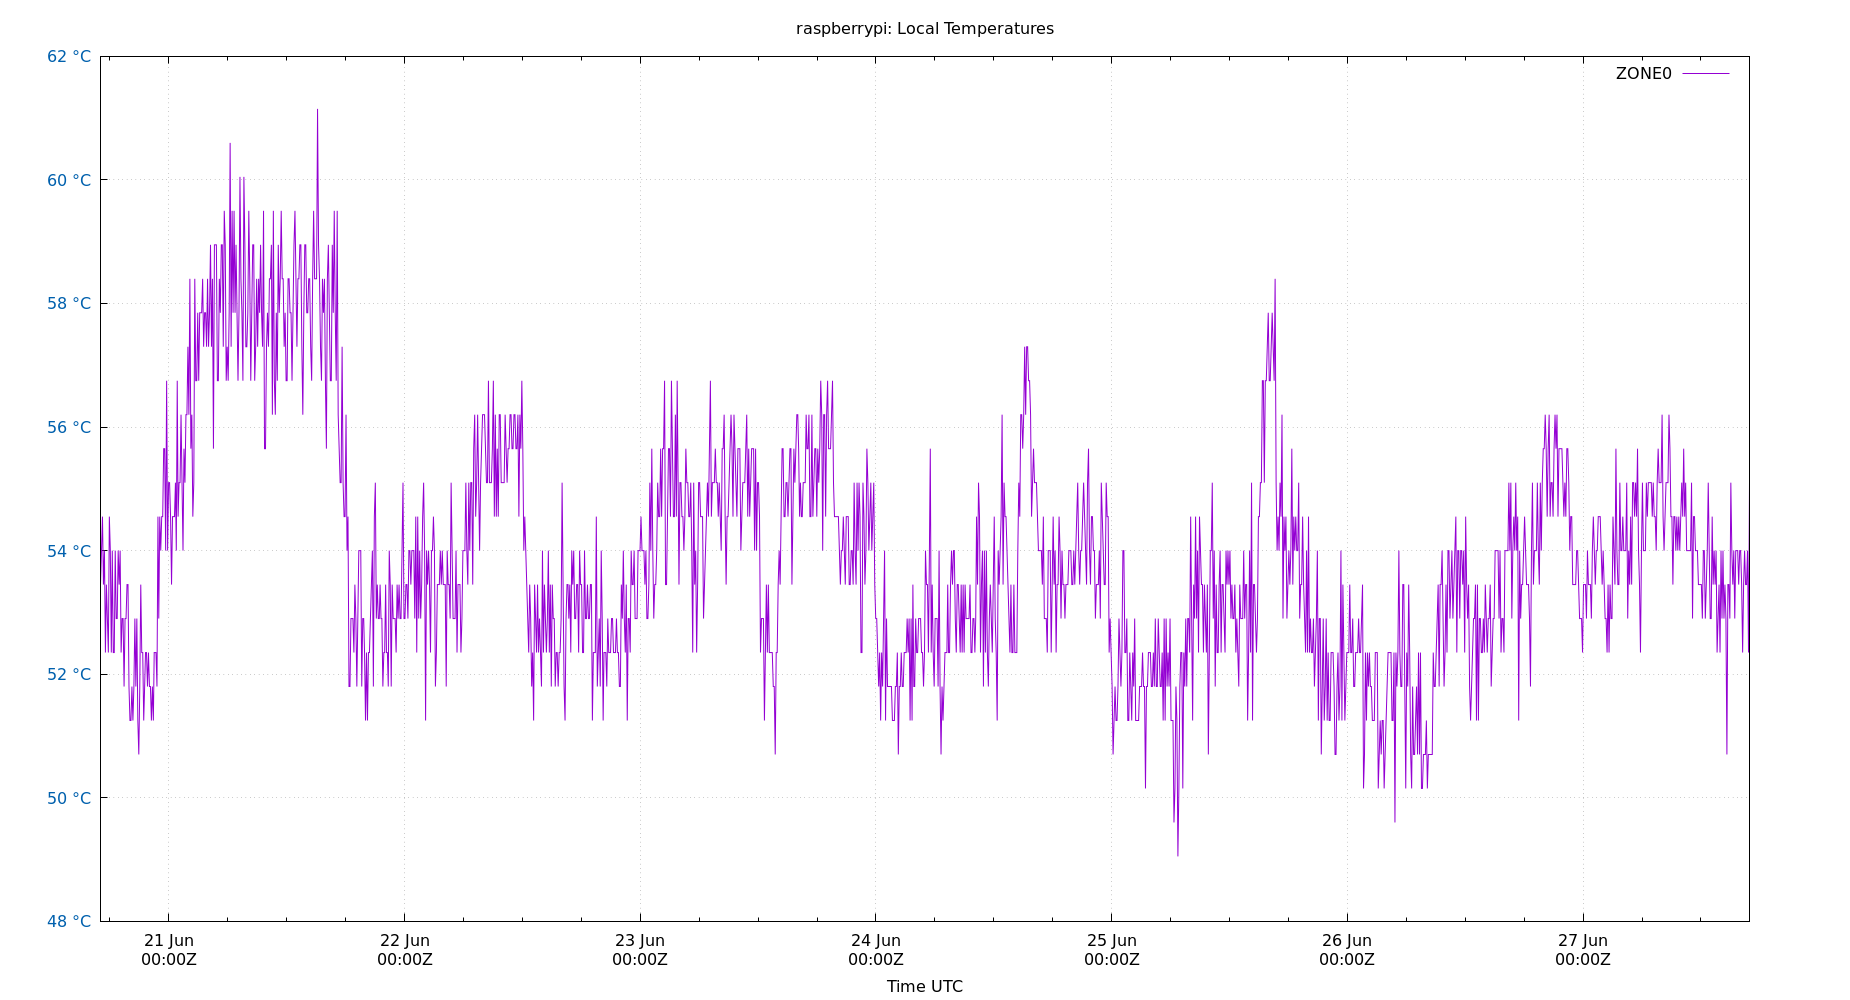 raspberrypi: Local Temperatures
ZONE0
62 °C
60 °C
58 °C
56 °C
54 °C
52 °C
50 °C
48 °C
21 Jun
00:00Z
22 Jun
00:00Z
23 Jun
00:00Z
24 Jun
00:00Z
25 Jun
00:00Z
26 Jun
00:00Z
27 Jun
00:00Z
Time UTC